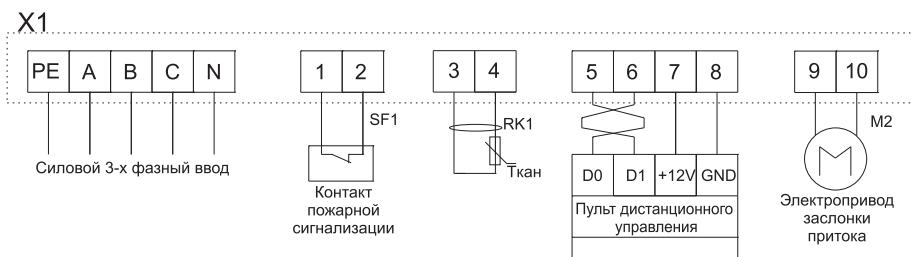 X1
PE A B C N
1 2
3 4
5 6 7 8
9 10
SF1
RK1
M2
Силовой 3-х фазный ввод
Контакт
пожарной
сигнализации
Tкан
D0 D1 +12V GND
Пульт дистанционного
управления
M
Электропривод
заслонки
притока